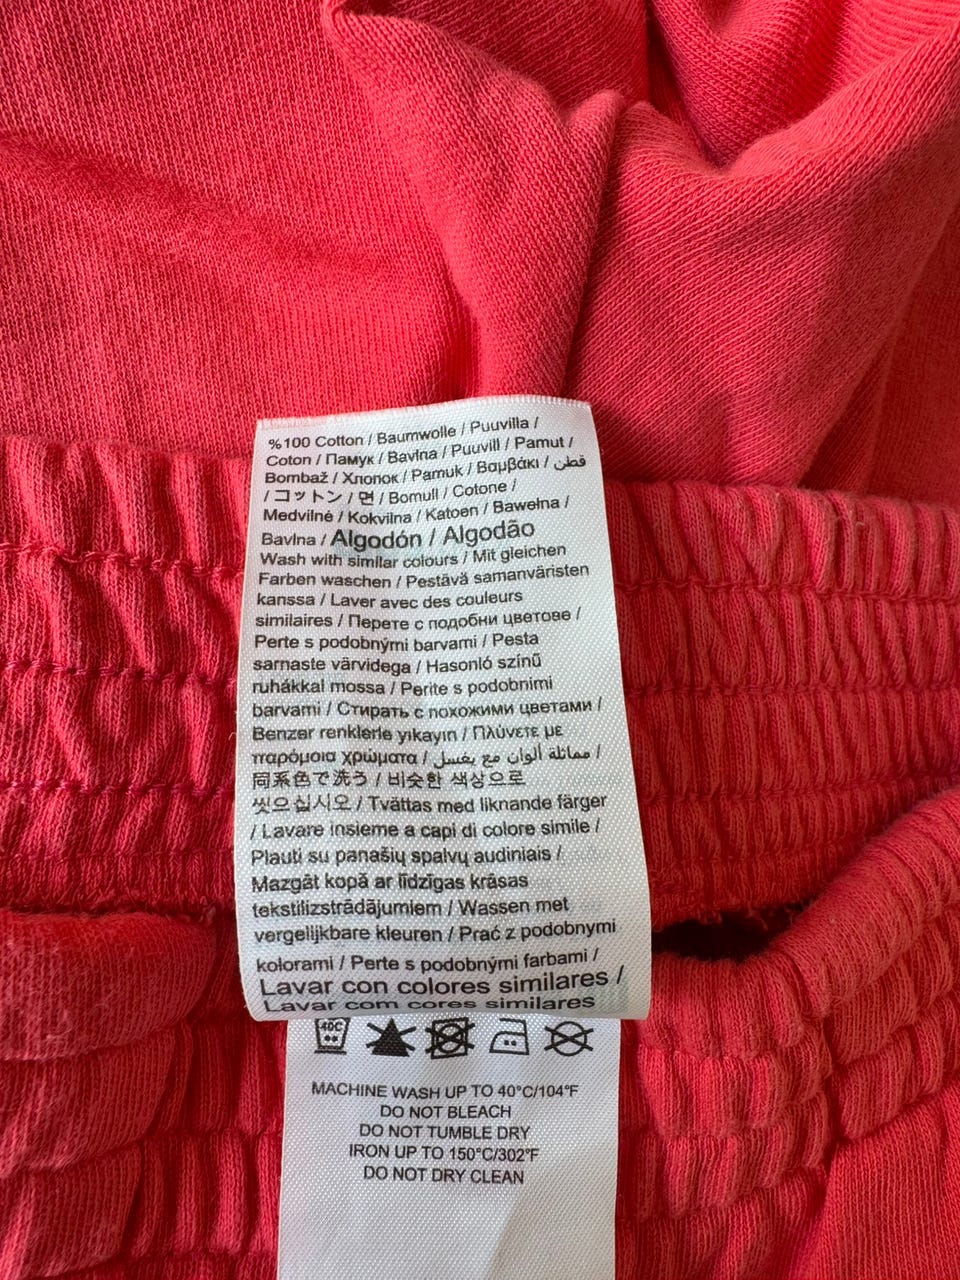 %100 Cotton / Baumwolle / Puuvilla /
Coton / Памук / Bavlna / Puuvill / Pamut /
Bombaž / Хлопок / Pamuk / Βαμβάκι / قطن
/ コットン / 면 / Bomull / Cotone /
Medvilnė / Kokvilna / Katoen / Bawełna /
Bavlna / Algodón / Algodão
Wash with similar colours / Mit gleichen
Farben waschen / Pestävä samanväristen
kanssa / Laver avec des couleurs
similaires / Перете с подобни цветове /
Perte s podobnými barvami / Pesta
sarnaste värvidega / Hasonló színű
ruhákkal mossa / Perite s podobnimi
barvami / Стирать с похожими цветами /
Benzer renklerle yıkayın / Πλύνετε με
παρόμοια χρώματα / مماثلة ألوان مع يغسل /
同系色で洗う / 비슷한 색상으로
씻으십시오 / Tvättas med liknande färger
/ Lavare insieme a capi di colore simile /
Plauti su panašių spalvų audiniais /
Mazgāt kopā ar līdzīgas krāsas
tekstilizstrādājumiem / Wassen met
vergelijkbare kleuren / Prać z podobnymi
kolorami / Perte s podobnými farbami /
Lavar con colores similares /
Lavar com cores similares
40C
MACHINE WASH UP TO 40°C/104°F
DO NOT BLEACH
DO NOT TUMBLE DRY
IRON UP TO 150°C/302°F
DO NOT DRY CLEAN